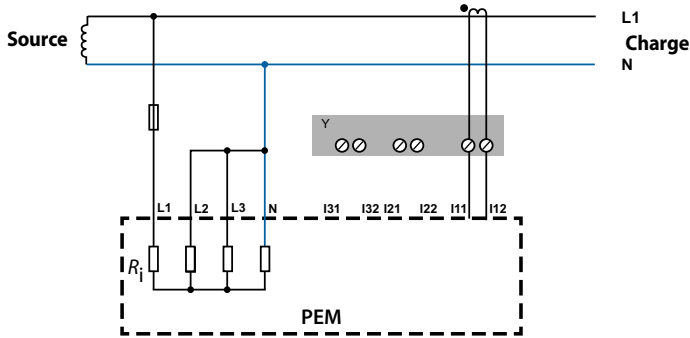 L1
Source
Charge
N
Y
L1 L2 L3 N I31 I32 I21 I22 I11 I12
Ri
PEM